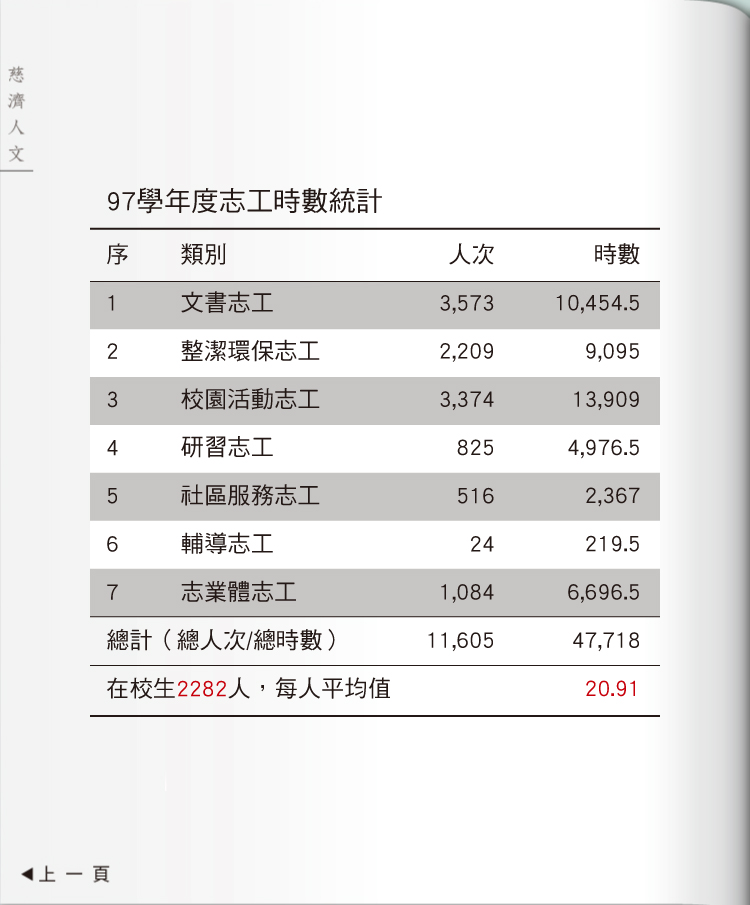 慈濟人文
97學年度志工時數統計
序 類別 人次 時數
1 文書志工 3,573 10,454.5
2 整潔環保志工 2,209 9,095
3 校園活動志工 3,374 13,909
4 研習志工 825 4,976.5
5 社區服務志工 516 2,367
6 輔導志工 24 219.5
7 志業體志工 1,084 6,696.5
總計（總人次/總時數） 11,605 47,718
在校生2282人，每人平均值 20.91
◀上一頁